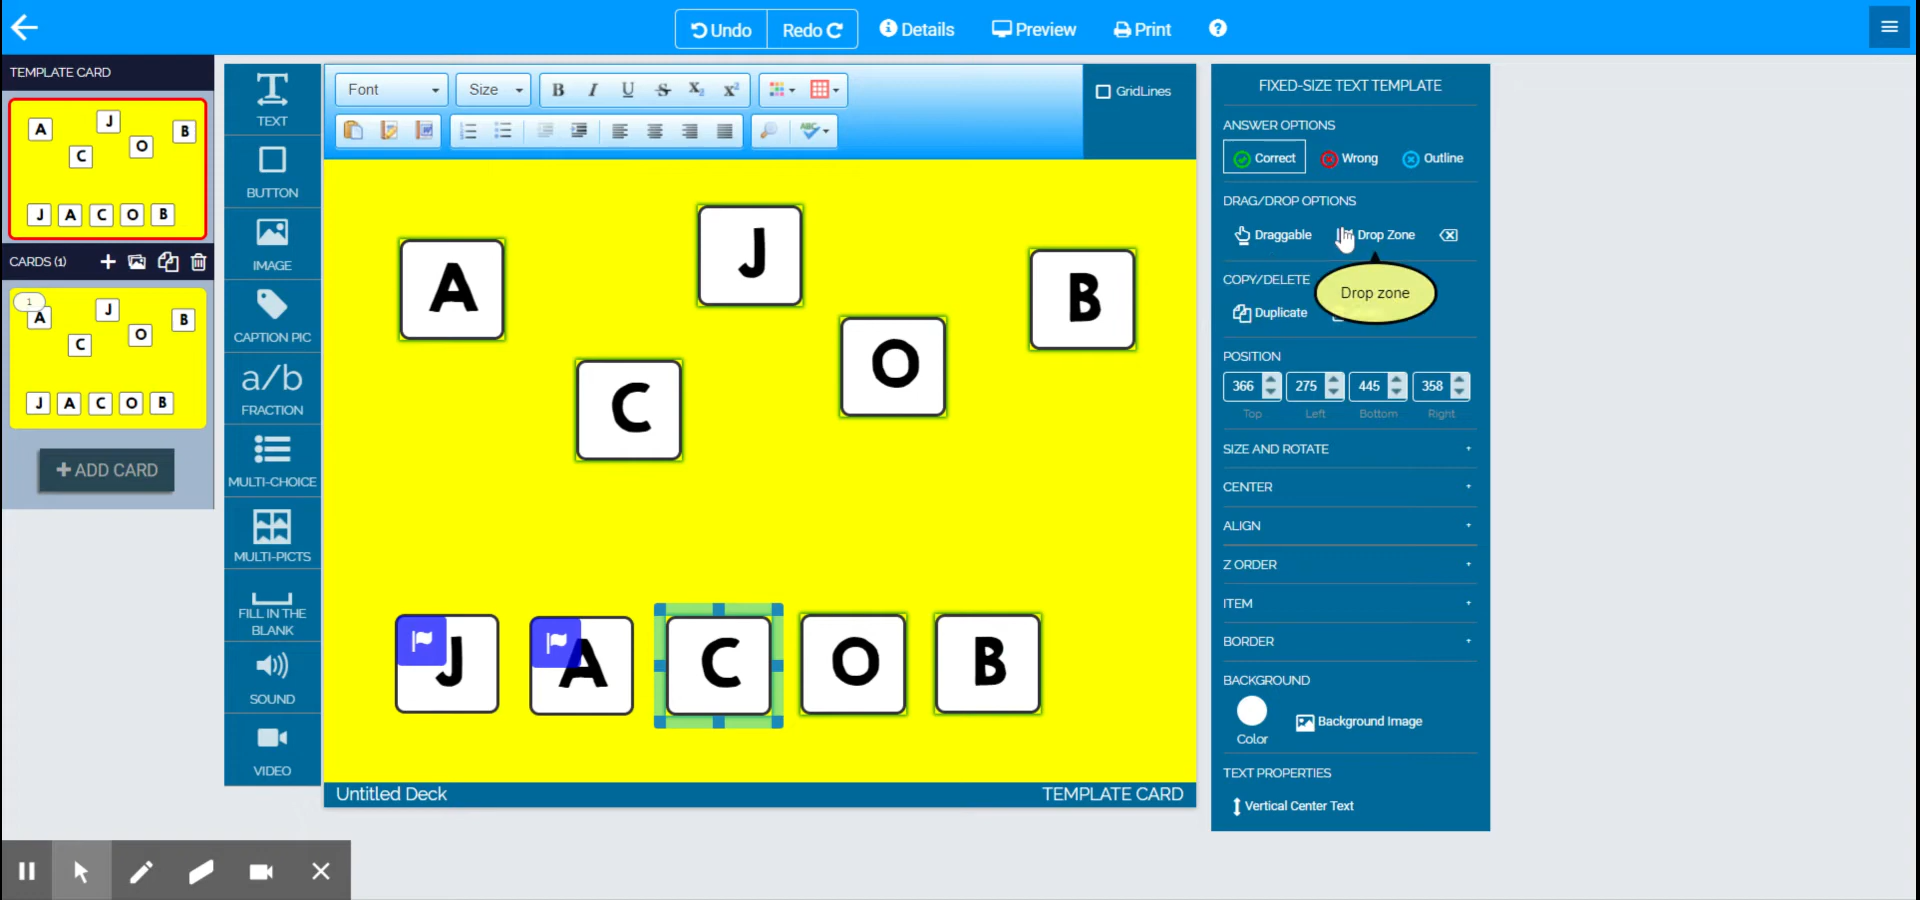 Undo
Redo
Details
Preview
Print
?
TEMPLATE CARD
A
J
B
C
O
J A C O B
CARDS (1)
1
A
J
B
C
O
J A C O B
+ ADD CARD
TEXT
BUTTON
IMAGE
CAPTION PIC
a/b
FRACTION
MULTI-CHOICE
MULTI-PICTS
FILL IN THE
BLANK
SOUND
VIDEO
Font
Size
B I U S X₂ X²
ABC
GridLines
A
J
B
C
O
J A C O B
Untitled Deck
TEMPLATE CARD
FIXED-SIZE TEXT TEMPLATE
ANSWER OPTIONS
Correct
Wrong
Outline
DRAG/DROP OPTIONS
Draggable
Drop Zone
COPY/DELETE
Drop zone
Duplicate
POSITION
366 275 445 358
Top Left Bottom Right
SIZE AND ROTATE +
CENTER +
ALIGN +
Z ORDER +
ITEM +
BORDER +
BACKGROUND
Color
Background Image
TEXT PROPERTIES
Vertical Center Text